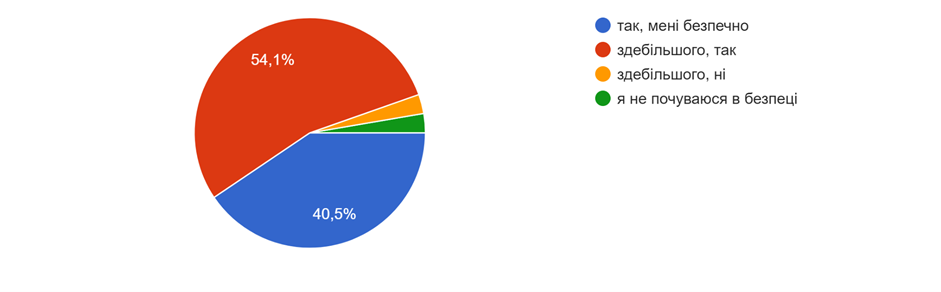 54,1%
40,5%
так, мені безпечно
здебільшого, так
здебільшого, ні
я не почуваюся в безпеці